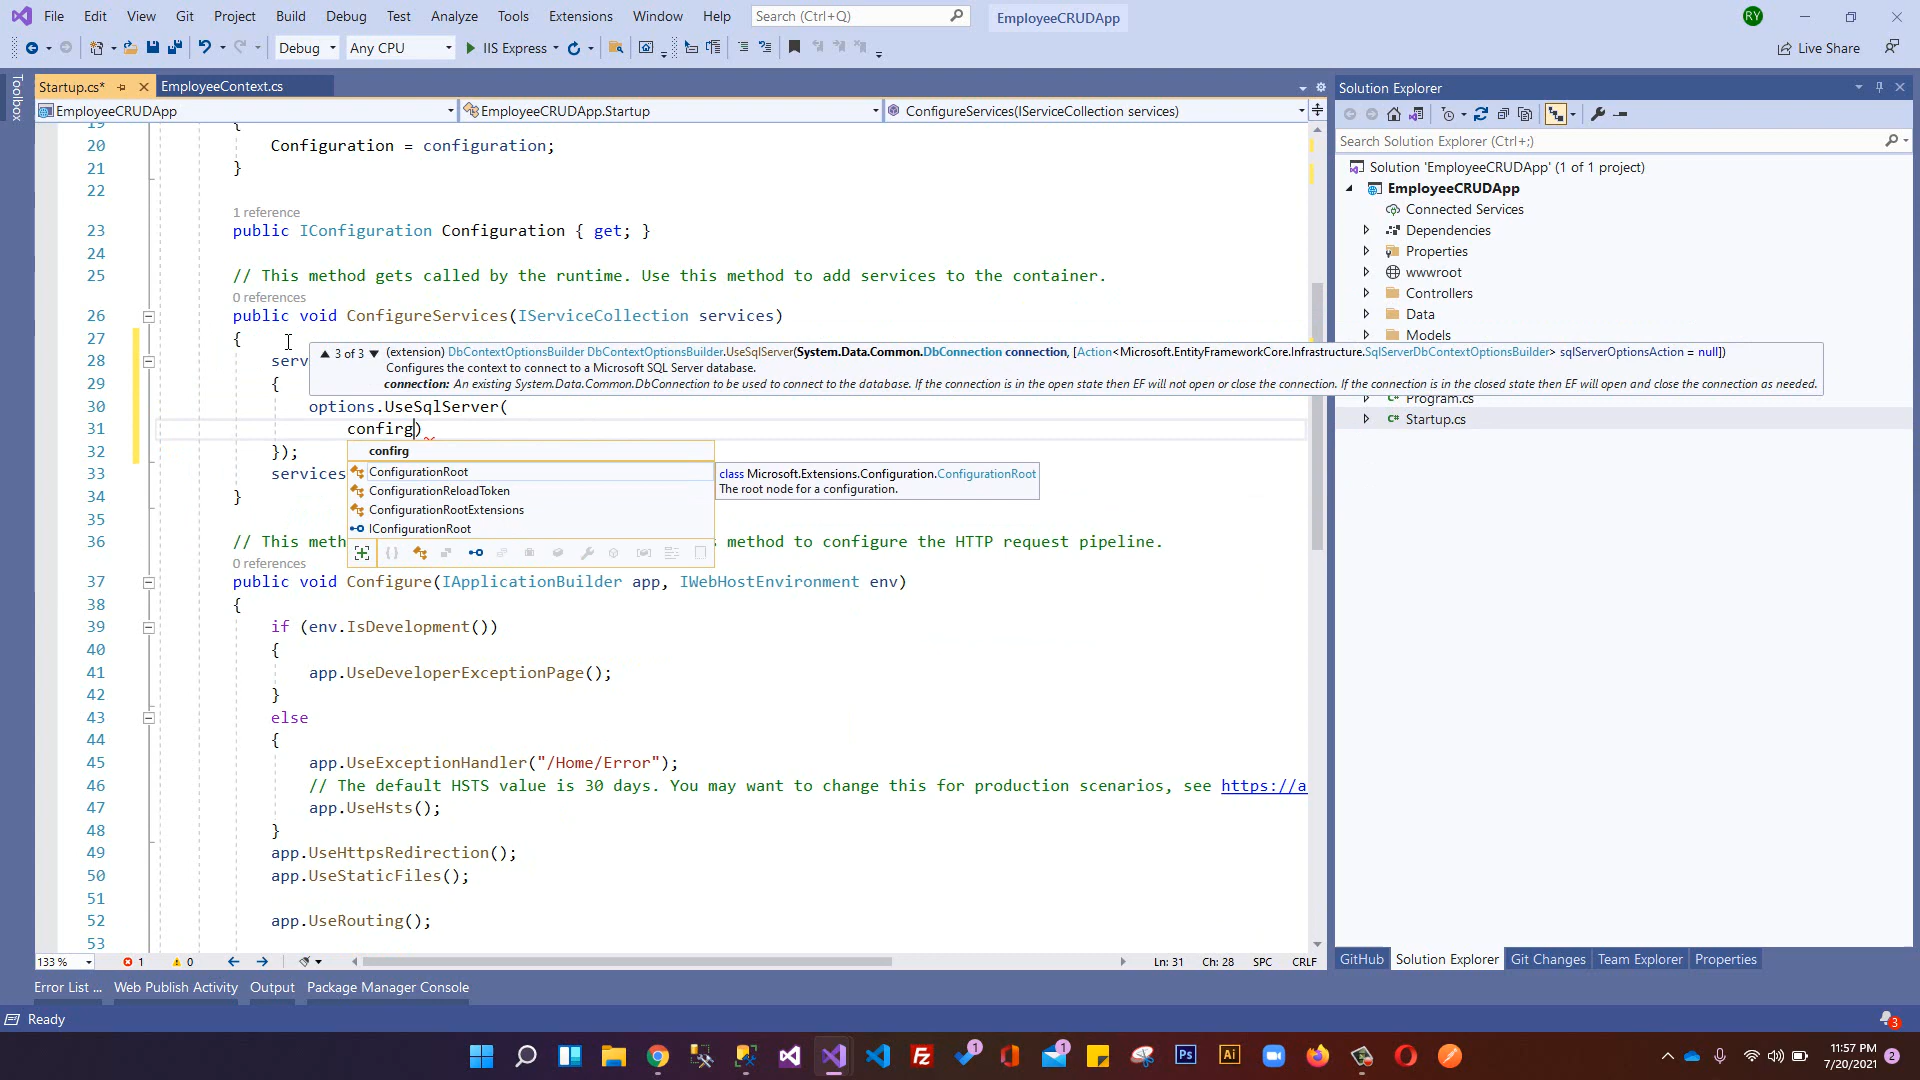 File Edit View Git Project Build Debug Test Analyze Tools Extensions Window Help Search (Ctrl+Q) EmployeeCRUDApp RY
Debug Any CPU IIS Express Live Share
Toolbox
Startup.cs* EmployeeContext.cs
EmployeeCRUDApp EmployeeCRUDApp.Startup ConfigureServices(IServiceCollection services)
19 {
20 Configuration = configuration;
21 }
22
1 reference
23 public IConfiguration Configuration { get; }
24
25 // This method gets called by the runtime. Use this method to add services to the container.
0 references
26 public void ConfigureServices(IServiceCollection services)
27 {
28 serv
3 of 3 (extension) DbContextOptionsBuilder DbContextOptionsBuilder.UseSqlServer(System.Data.Common.DbConnection connection, [Action<Microsoft.EntityFrameworkCore.Infrastructure.SqlServerDbContextOptionsBuilder> sqlServerOptionsAction = null])
Configures the context to connect to a Microsoft SQL Server database.
connection: An existing System.Data.Common.DbConnection to be used to connect to the database. If the connection is in the open state then EF will not open or close the connection. If the connection is in the closed state then EF will open and close the connection as needed.
29 {
30 options.UseSqlServer(
31 confirg)
32 });
33 services
34 }
35
confirg
ConfigurationRoot
ConfigurationReloadToken
ConfigurationRootExtensions
IConfigurationRoot
class Microsoft.Extensions.Configuration.ConfigurationRoot
The root node for a configuration.
36 // This meth s method to configure the HTTP request pipeline.
0 references
37 public void Configure(IApplicationBuilder app, IWebHostEnvironment env)
38 {
39 if (env.IsDevelopment())
40 {
41 app.UseDeveloperExceptionPage();
42 }
43 else
44 {
45 app.UseExceptionHandler("/Home/Error");
46 // The default HSTS value is 30 days. You may want to change this for production scenarios, see https://a
47 app.UseHsts();
48 }
49 app.UseHttpsRedirection();
50 app.UseStaticFiles();
51
52 app.UseRouting();
53
133 % 1 0 Ln: 31 Ch: 28 SPC CRLF
Solution Explorer
Search Solution Explorer (Ctrl+;)
Solution 'EmployeeCRUDApp' (1 of 1 project)
EmployeeCRUDApp
Connected Services
Dependencies
Properties
wwwroot
Controllers
Data
Models
C# Program.cs
C# Startup.cs
GitHub Solution Explorer Git Changes Team Explorer Properties
Error List ... Web Publish Activity Output Package Manager Console
Ready 3
1 1 Fz Ps Ai
11:57 PM
7/20/2021 2